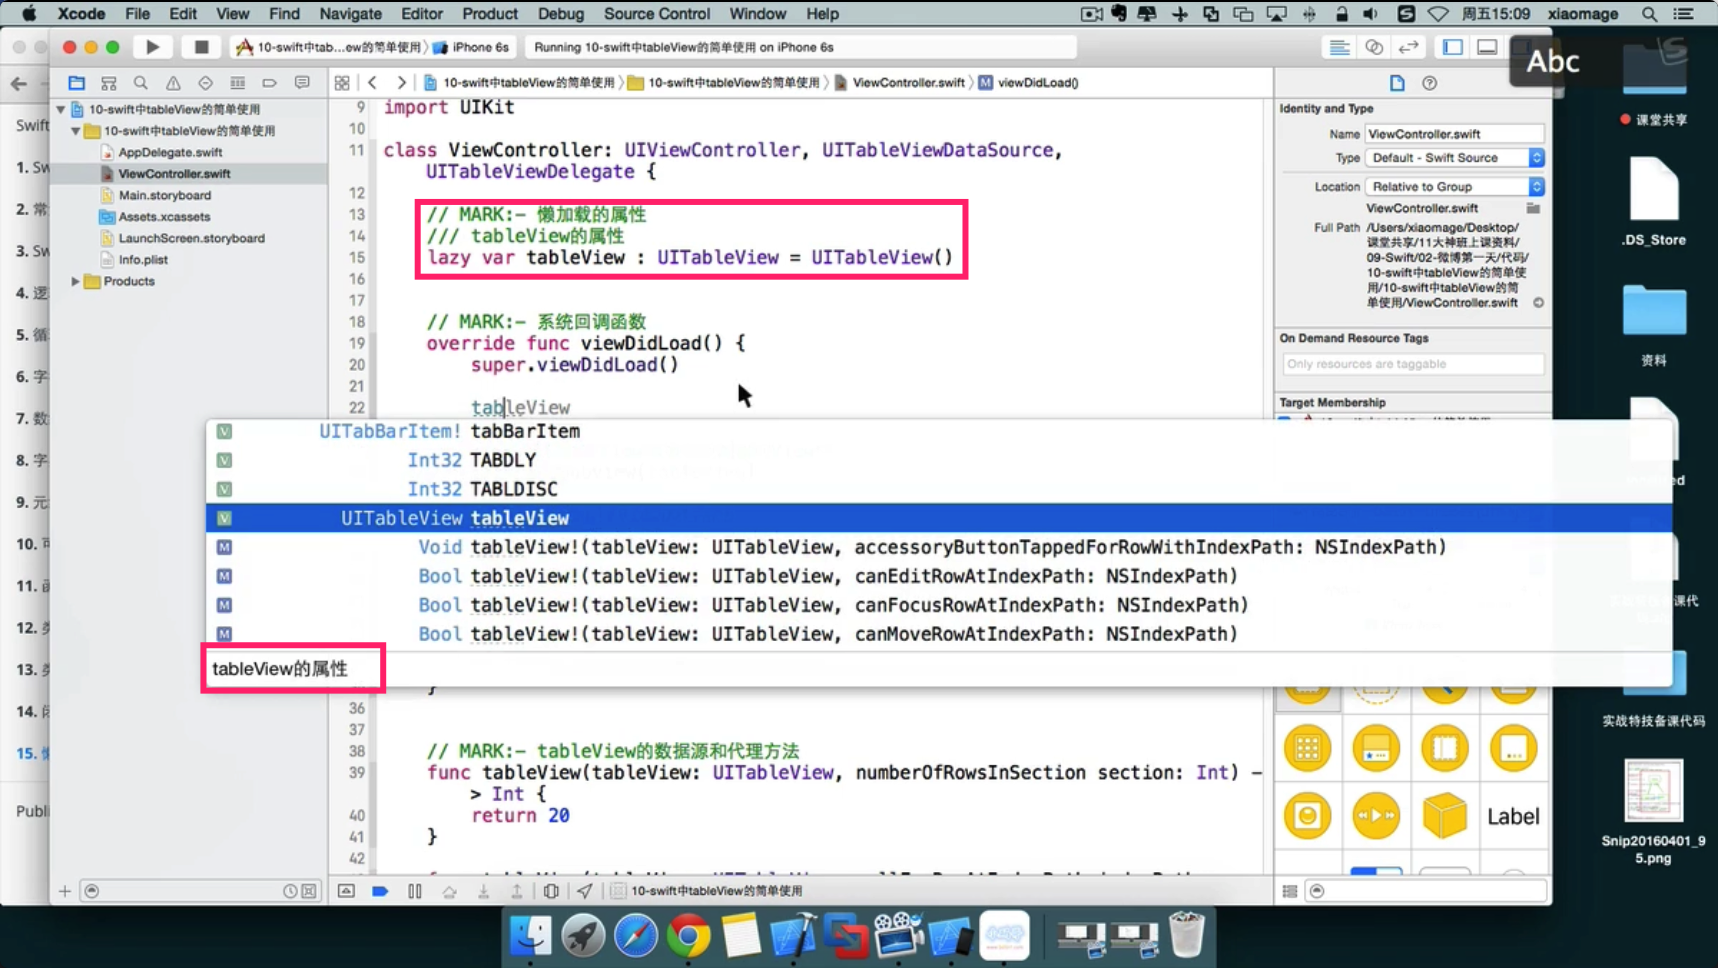 Xcode File Edit View Find Navigate Editor Product Debug Source Control Window Help 周五15:09 xiaomage
10-swift中tab...ew的简单使用 iPhone 6s
Running 10-swift中tableView的简单使用 on iPhone 6s
Abc
10-swift中tableView的简单使用 10-swift中tableView的简单使用 ViewController.swift M viewDidLoad()
Swift
1. Sw
2. 常
3. Sw
4. 逻
5. 循
6. 字
7. 数
8. 字
9. 元
10. 可
11. 函
12. 类
13. 类
14. 闭
15. 懒
Publi
10-swift中tableView的简单使用
10-swift中tableView的简单使用
AppDelegate.swift
ViewController.swift
Main.storyboard
Assets.xcassets
LaunchScreen.storyboard
Info.plist
Products
9 import UIKit
10
11 class ViewController: UIViewController, UITableViewDataSource,
UITableViewDelegate {
12
13 // MARK:- 懒加载的属性
14 /// tableView的属性
15 lazy var tableView : UITableView = UITableView()
16
17
18 // MARK:- 系统回调函数
19 override func viewDidLoad() {
20 super.viewDidLoad()
21
22 tableView
V UITabBarItem! tabBarItem
V Int32 TABDLY
V Int32 TABLDISC
V UITableView tableView
M Void tableView!(tableView: UITableView, accessoryButtonTappedForRowWithIndexPath: NSIndexPath)
M Bool tableView!(tableView: UITableView, canEditRowAtIndexPath: NSIndexPath)
M Bool tableView!(tableView: UITableView, canFocusRowAtIndexPath: NSIndexPath)
M Bool tableView!(tableView: UITableView, canMoveRowAtIndexPath: NSIndexPath)
tableView的属性
}
36
37
38 // MARK:- tableView的数据源和代理方法
39 func tableView(tableView: UITableView, numberOfRowsInSection section: Int) -
> Int {
40 return 20
41 }
42
10-swift中tableView的简单使用
Identity and Type
Name ViewController.swift
Type Default - Swift Source
Location Relative to Group
ViewController.swift
Full Path /Users/xiaomage/Desktop/
课堂共享/11大神班上课资料/
09-Swift/02-微博第一天/代码/
10-swift中tableView的简单使
用/10-swift中tableView的简
单使用/ViewController.swift
On Demand Resource Tags
Only resources are taggable
Target Membership
Label
课堂共享
.DS_Store
资料
实战特技备课代码
Snip20160401_9
5.png